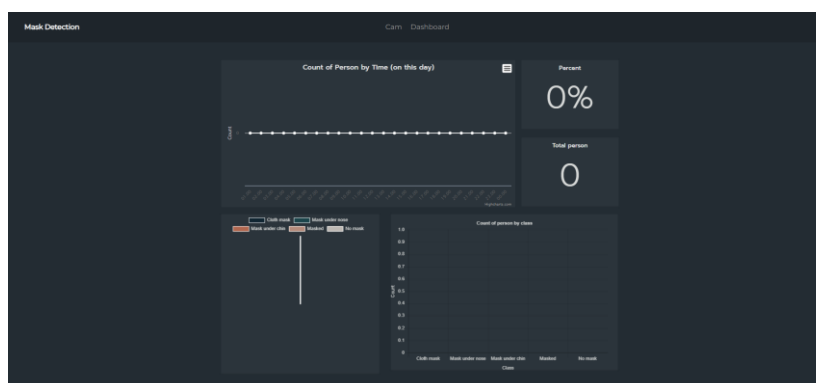 Mask Detection
Cam Dashboard
Count of Person by Time (on this day)
Count
0
Highcharts.com
Percent
0%
Total person
0
Cloth mask Mask under nose
Mask under chin Masked No mask
Count of person by class
1.0
0.9
0.8
0.7
0.6
0.5
0.4
0.3
0.2
0.1
0
Count
Cloth mask Mask under nose Mask under chin Masked No mask
Class